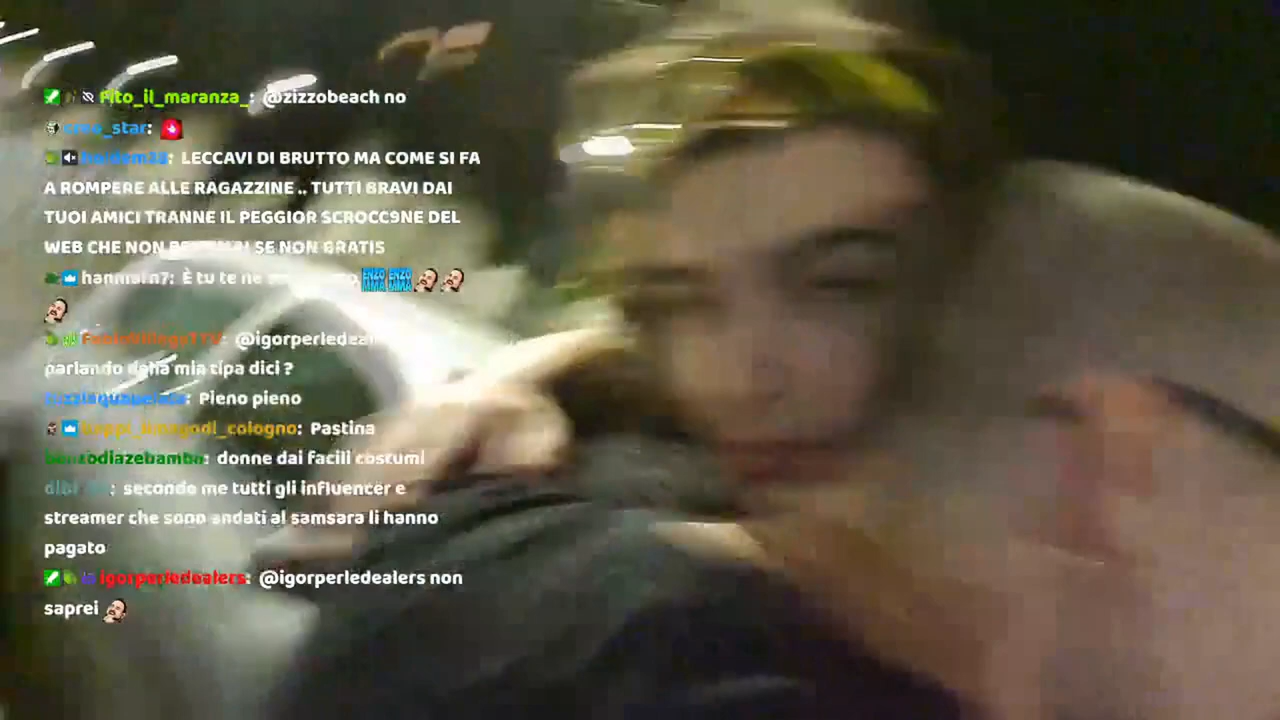 Fito_il_maranza_: @zizzobeach no
creo_star:
LECCAVI DI BRUTTO MA COME SI FA
A ROMPERE ALLE RAGAZZINE .. TUTTI BRAVI DAI
TUOI AMICI TRANNE IL PEGGIOR SCROCC9NE DEL
WEB CHE NON SE NON GRATIS
È tu te ne
parlando della mia tipa dici ?
Pieno pieno
Pastina
donne dai facili costumi
secondo me tutti gli influencer e
streamer che sono andati al samsara li hanno
pagato
igorperledealers: @igorperledealers non
saprei